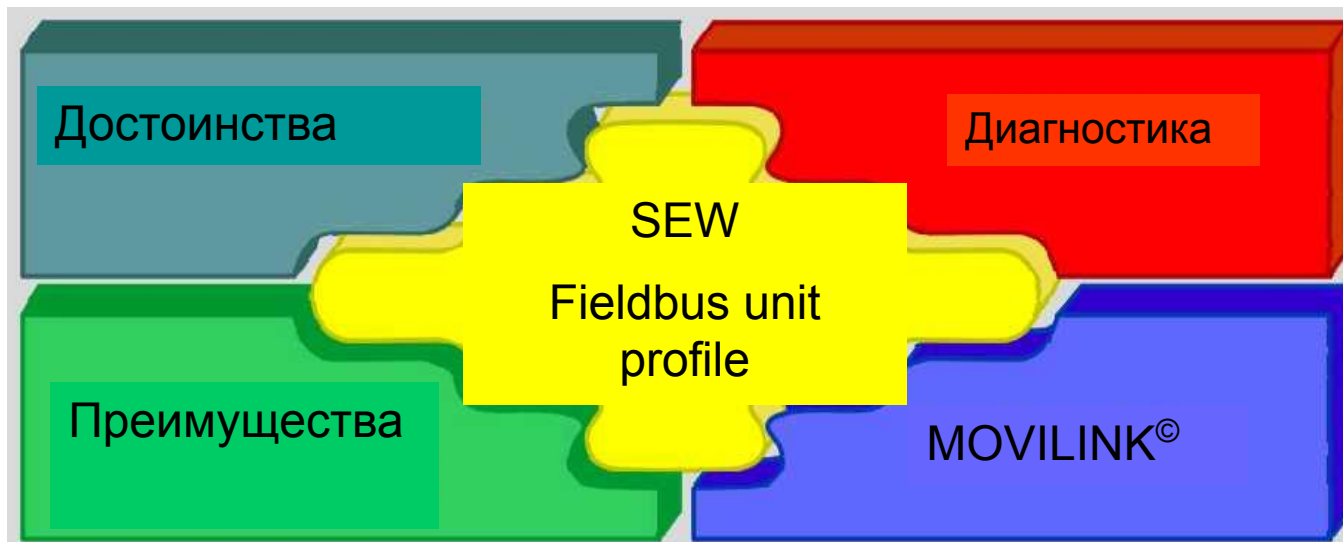 Достоинства
Диагностика
SEW
Fieldbus unit
profile
Преимущества
MOVILINK©